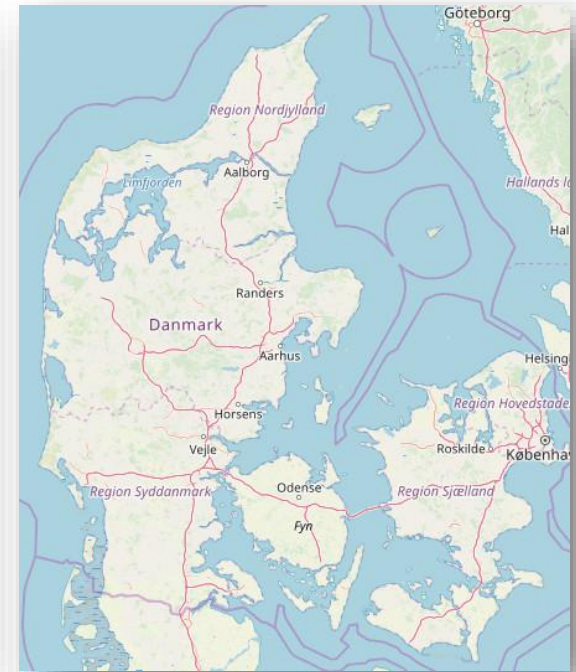 Göteborg
Region Nordjylland
Aalborg
Limfjorden
Hallands l
Hal
Randers
Danmark
Aarhus
Helsing
Region Hovedstade
Horsens
Vejle
Roskilde
Københav
Odense
Region Syddanmark
Region Sjælland
Fyn